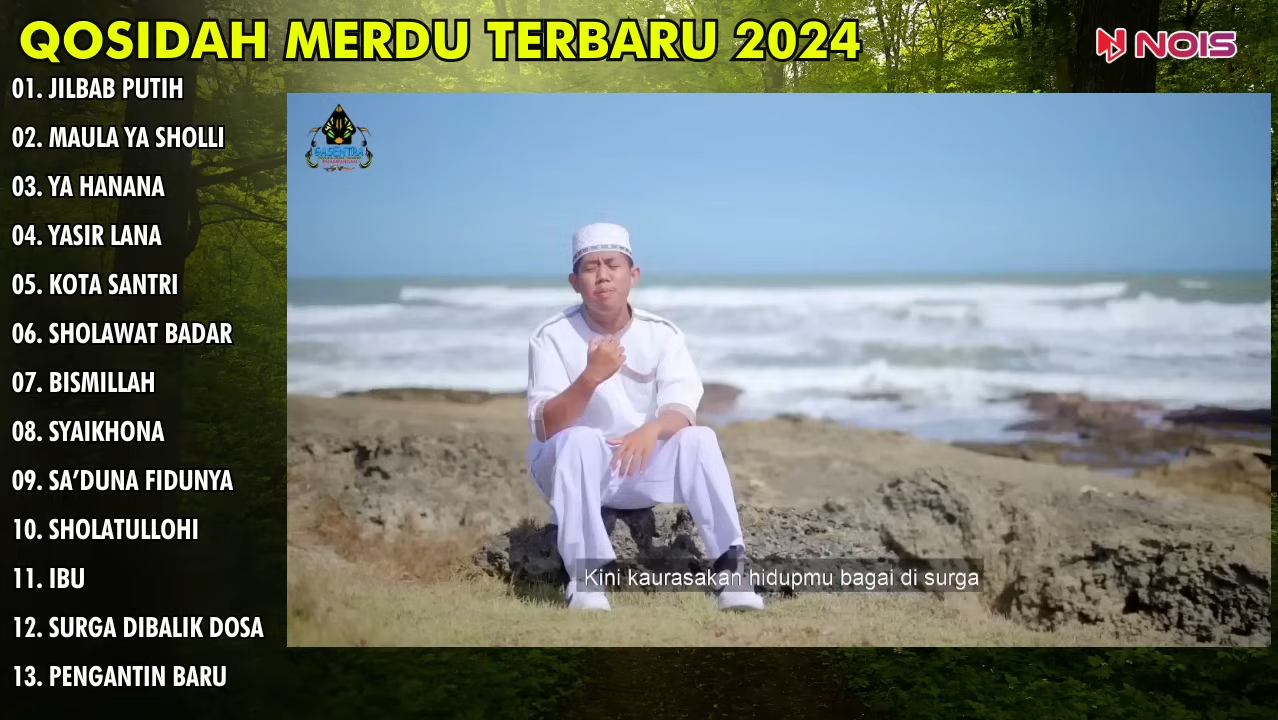 QOSIDAH MERDU TERBARU 2024
NOIS
01. JILBAB PUTIH
02. MAULA YA SHOLLI
03. YA HANANA
04. YASIR LANA
05. KOTA SANTRI
06. SHOLAWAT BADAR
07. BISMILLAH
08. SYAIKHONA
09. SA’DUNA FIDUNYA
10. SHOLATULLOHI
11. IBU
12. SURGA DIBALIK DOSA
13. PENGANTIN BARU
GASENTRA
Kini kaurasakan hidupmu bagai di surga